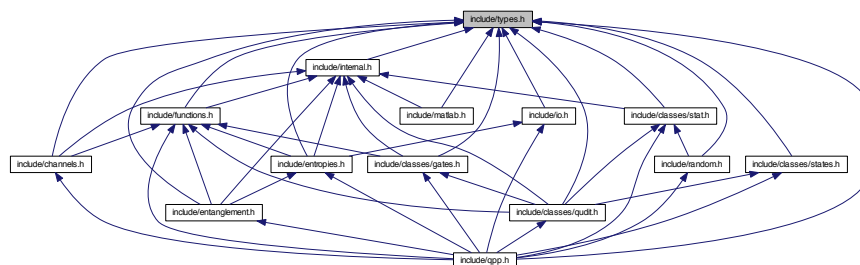 include/types.h
include/internal.h
include/functions.h
include/matlab.h
include/io.h
include/classes/stat.h
include/channels.h
include/entropies.h
include/classes/gates.h
include/random.h
include/classes/states.h
include/entanglement.h
include/classes/qudit.h
include/qpp.h